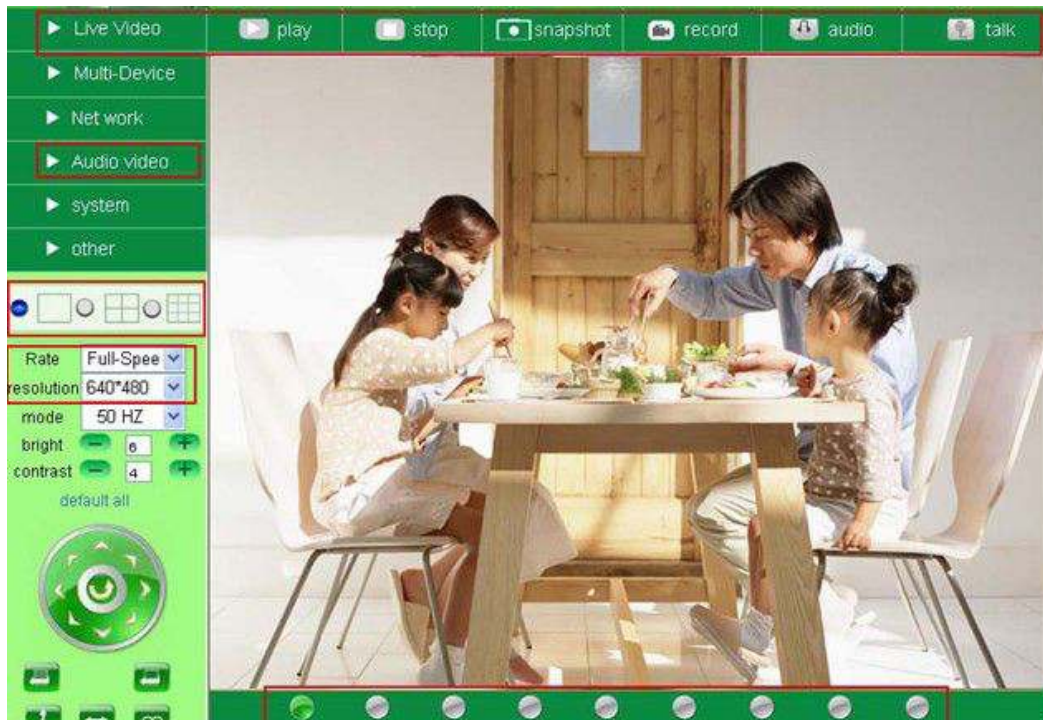 Live Video play stop snapshot record audio talk
Multi-Device
Net work
Audio video
system
other
Rate Full-Spee
resolution 640*480
mode 50 HZ
bright 6
contrast 4
default all